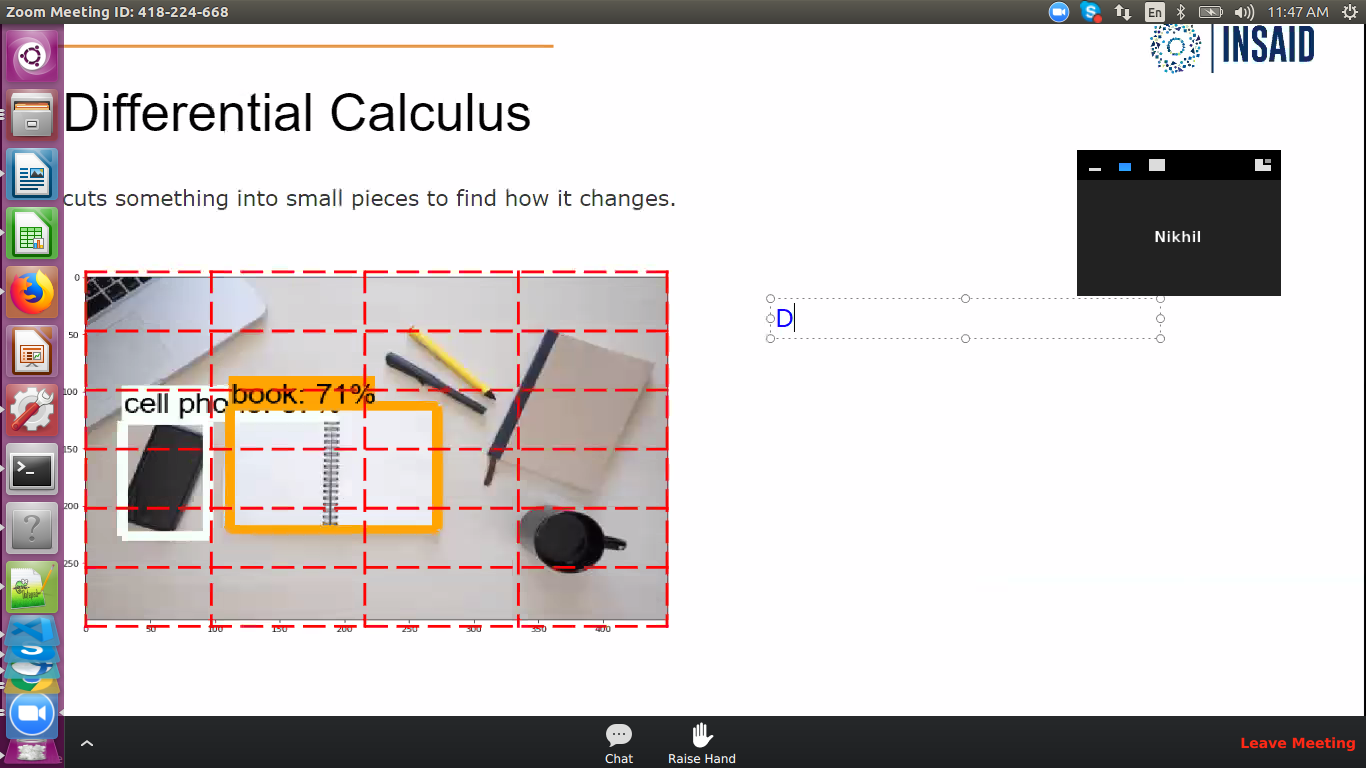 Zoom Meeting ID: 418-224-668
En
11:47 AM
INSAID
Differential Calculus
cuts something into small pieces to find how it changes.
Nikhil
D
book: 71%
cell
0
50
100
150
200
250
0
50
100
150
200
250
300
350
400
Chat
Raise Hand
Leave Meeting